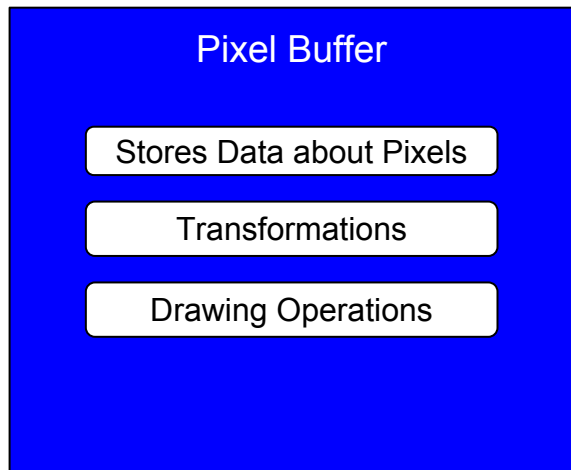 Pixel Buffer
Stores Data about Pixels
Transformations
Drawing Operations